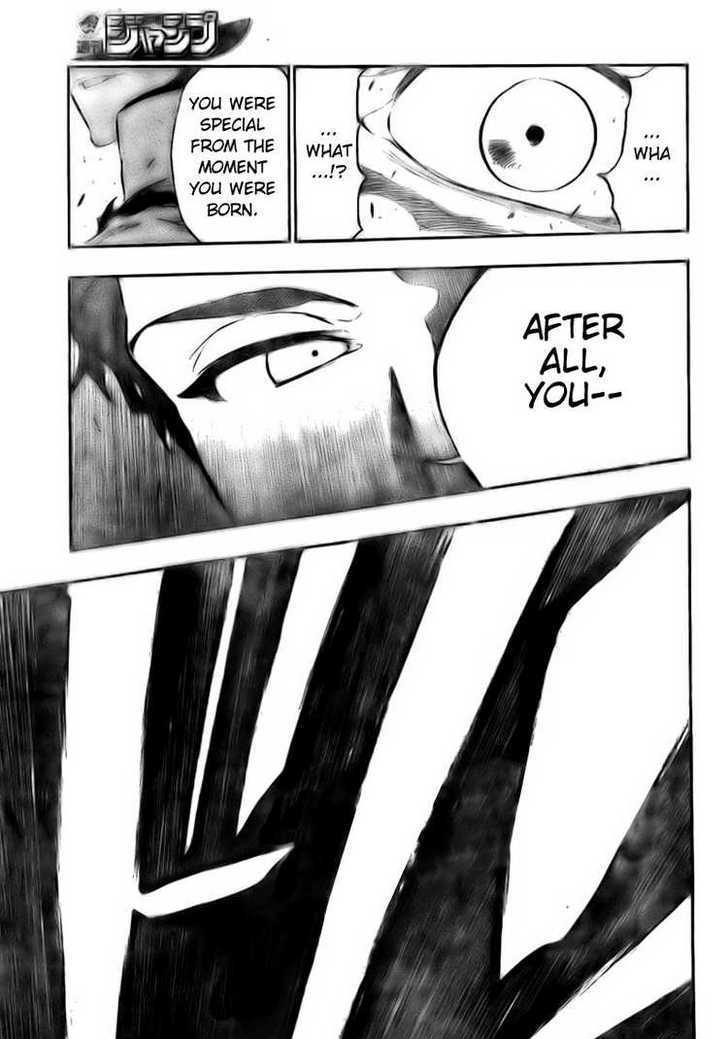 ジャンプ
...
WHA
...
...
WHAT
...!?
YOU WERE
SPECIAL
FROM THE
MOMENT
YOU WERE
BORN.
AFTER
ALL,
YOU--